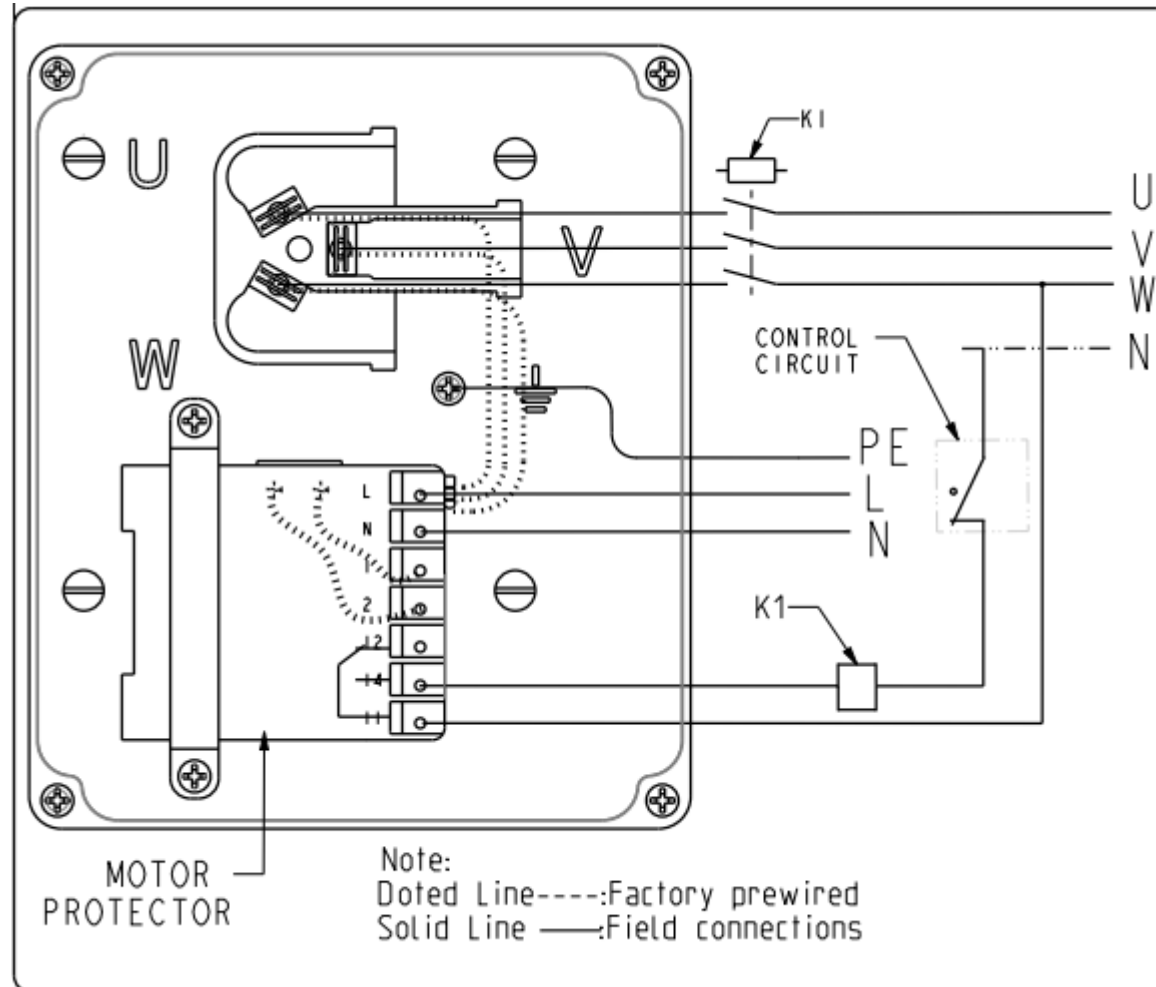 U
K1
U
V
V
W
CONTROL
CIRCUIT
N
W
PE
L
L
N
N
1
2
K1
12
14
11
MOTOR
PROTECTOR
Note:
Doted Line----:Factory prewired
Solid Line ——:Field connections